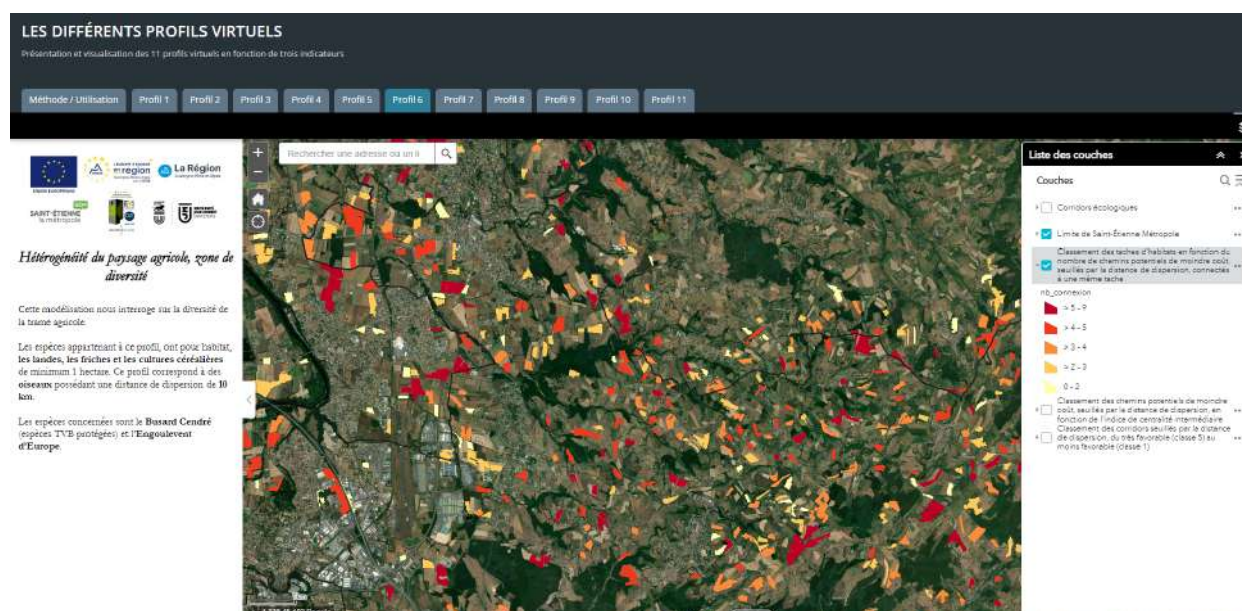 LES DIFFÉRENTS PROFILS VIRTUELS
Présentation et visualisation des 11 profils virtuels en fonction de trois indicateurs
Méthode / Utilisation
Profil 1
Profil 2
Profil 3
Profil 4
Profil 5
Profil 6
Profil 7
Profil 8
Profil 9
Profil 10
Profil 11
Rechercher une adresse ou un li
La Région
SAINT-ÉTIENNE
la métropole
Hétérogénéité du paysage agricole, zone de
diversité
Cette modélisation nous interroge sur la diversité de
la trame agricole.
Les espèces appartenant à ce profil, ont pour habitat,
les landes, les friches et les cultures céréalières
de minimum 1 hectare. Ce profil correspond à des
oiseaux possédant une distance de dispersion de 10
km.
Les espèces concernées sont le Busard Cendré
(espèces TVB protégées) et l'Engoulevent
d'Europe.
Liste des couches
Couches
Corridors écologiques
Limite de Saint-Étienne Métropole
Classement des taches d'habitats en fonction du
nombre de chemins potentiels de moindre coût,
seuillés par la distance de dispersion, connectés
à une même tache
nb_connexion
> 5 - 9
> 4 - 5
> 3 - 4
> 2 - 3
0 - 2
Classement des chemins potentiels de moindre
coût, seuillés par la distance de dispersion, en
fonction de l'indice de centralité intermédiaire
Classement des corridors seuillés par la distance
de dispersion, du très favorable (classe 5) au
moins favorable (classe 1)